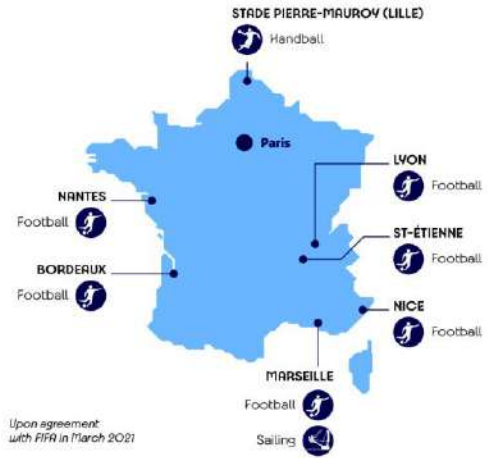 STADE PIERRE-MAUROY (LILLE)
Handball
Paris
LYON
Football
NANTES
Football
ST-ÉTIENNE
Football
BORDEAUX
Football
NICE
Football
MARSEILLE
Football
Sailing
Upon agreement
with FIFA in March 2021